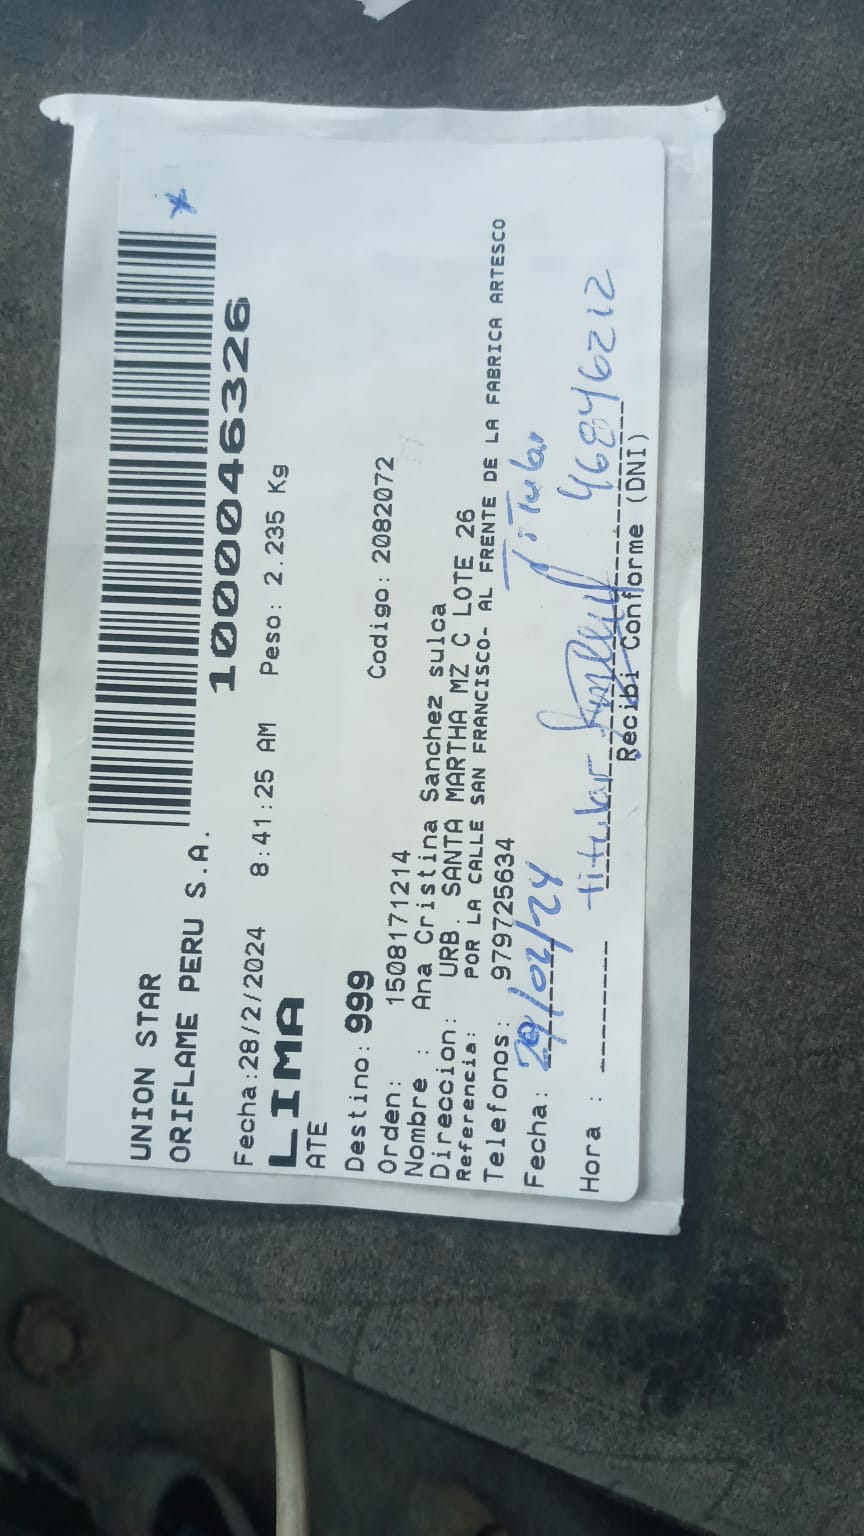 UNION STAR
ORIFLAME PERU S.A.
*
1000046326
Fecha:28/2/2024 8:41:25 AM Peso: 2.235 Kg
LIMA
ATE
Destino: 999
Orden: 1508171214 Codigo: 2082072
Nombre : Ana Cristina Sanchez sulca
Direccion: URB. SANTA MARTHA MZ C LOTE 26
Referencia: POR LA CALLE SAN FRANCISCO- AL FRENTE DE LA FABRICA ARTESCO
Telefonos: 979725634
Fecha: 29/02/24 Titular
Hora : -------- titular 46846212
Recibi Conforme (DNI)